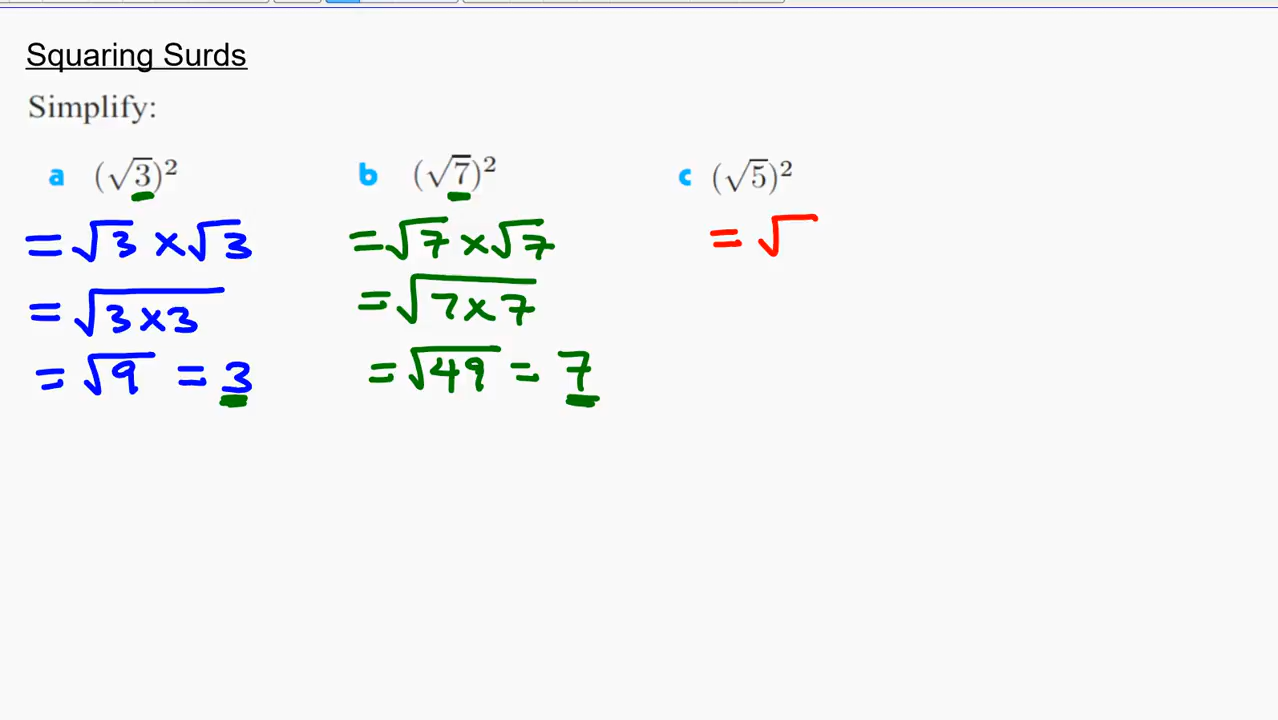 Squaring Surds
Simplify:
a (√3)² b (√7)² c (√5)²
= √3 × √3 = √7 × √7 = √
= √3 × 3 = √7 × 7
= √9 = 3 = √49 = 7